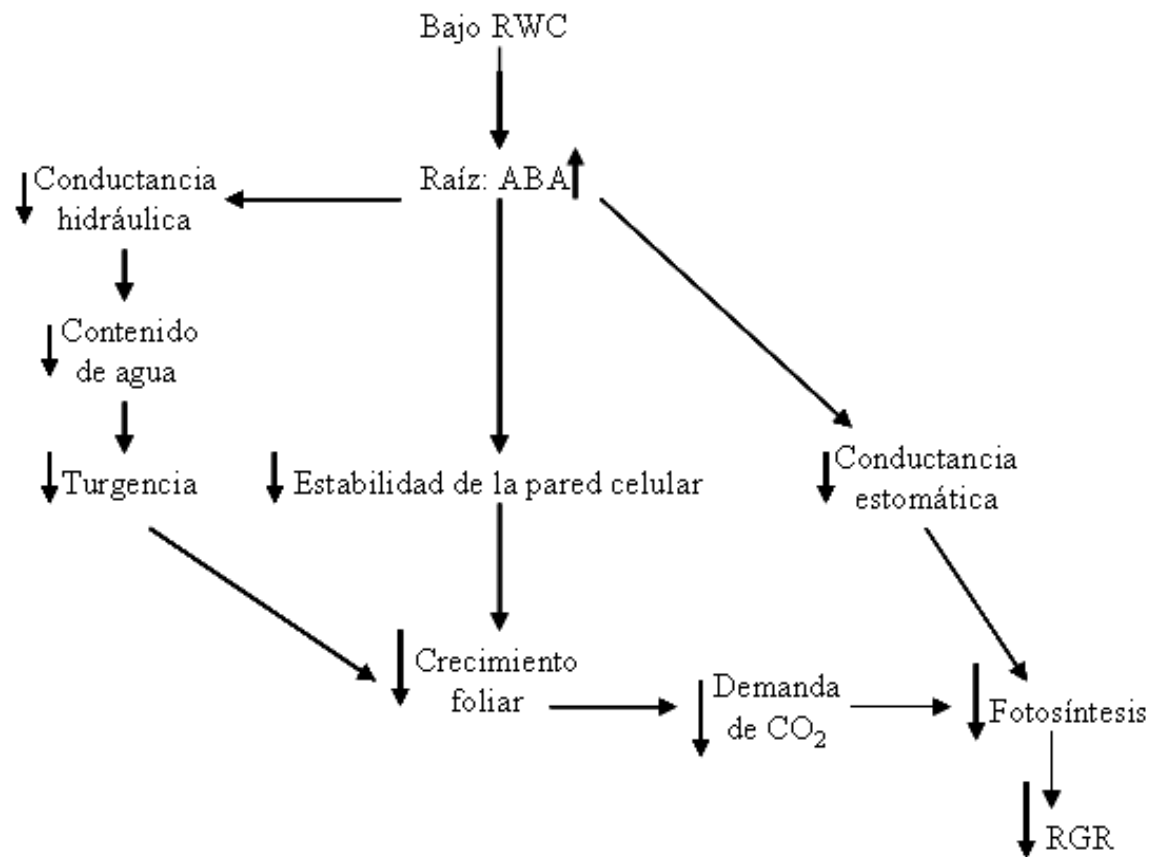 Bajo RWC
Raíz: ABA
Conductancia
hidráulica
Contenido
de agua
Turgencia
Estabilidad de la pared celular
Conductancia
estomática
Crecimiento
foliar
Demanda
de CO₂
Fotosíntesis
RGR